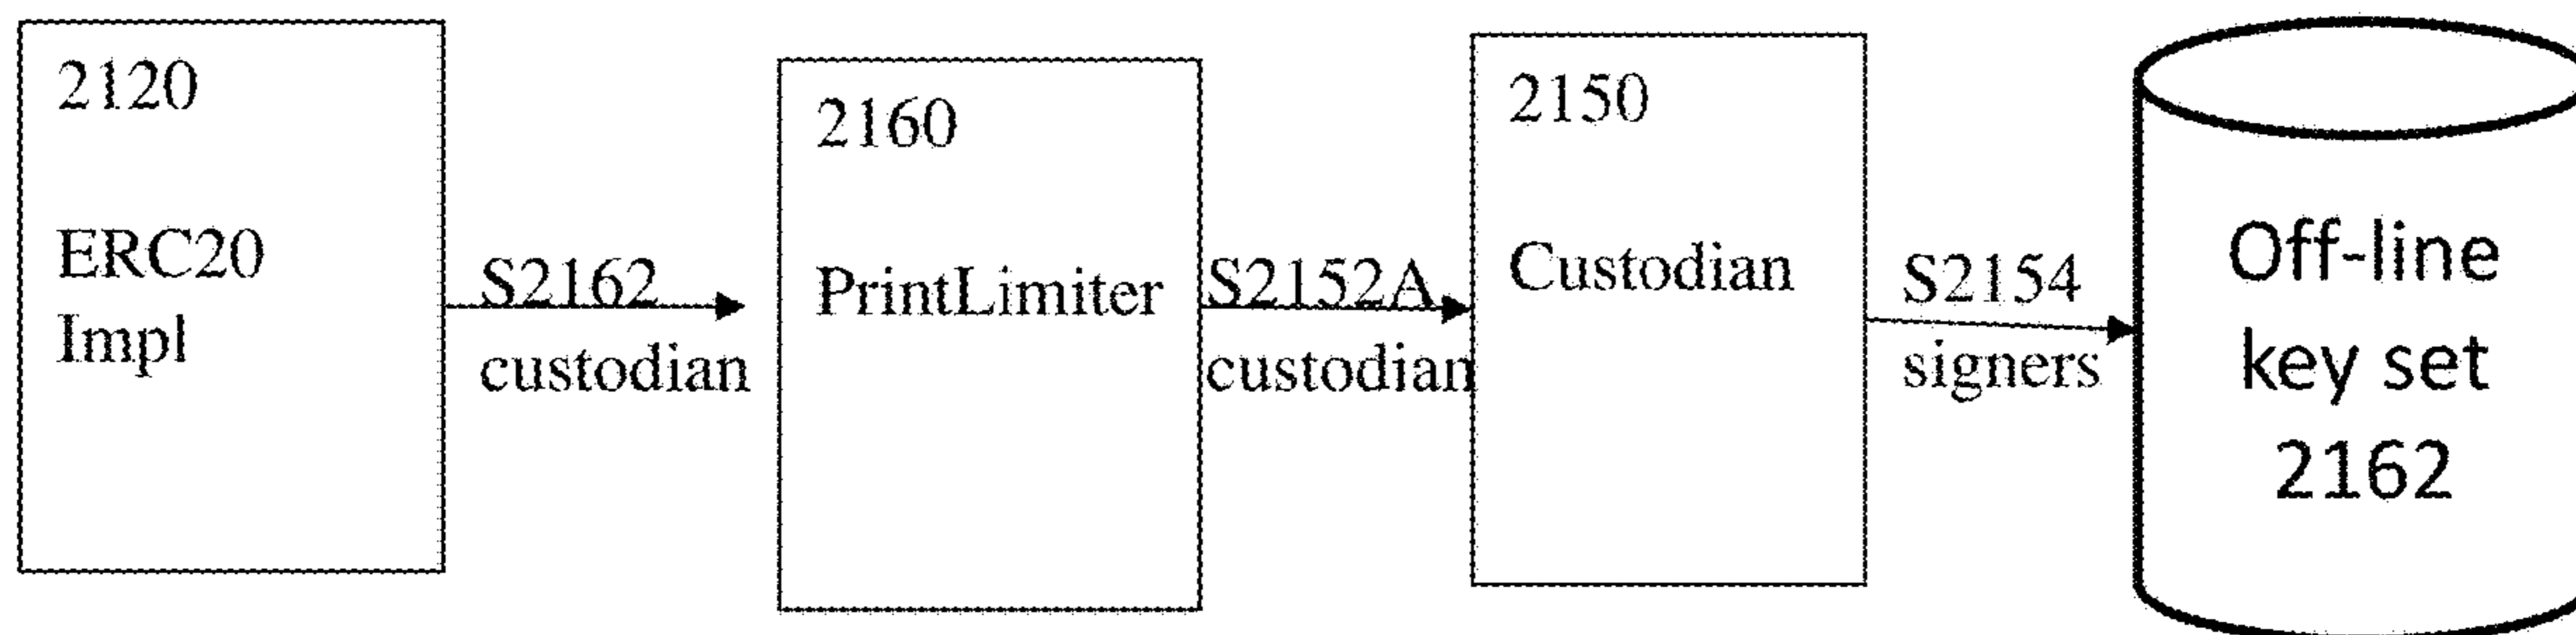 2120
ERC20
Impl
S2162
custodian
2160
PrintLimiter
S2152A
custodian
2150
Custodian
S2154
signers
Off-line
key set
2162